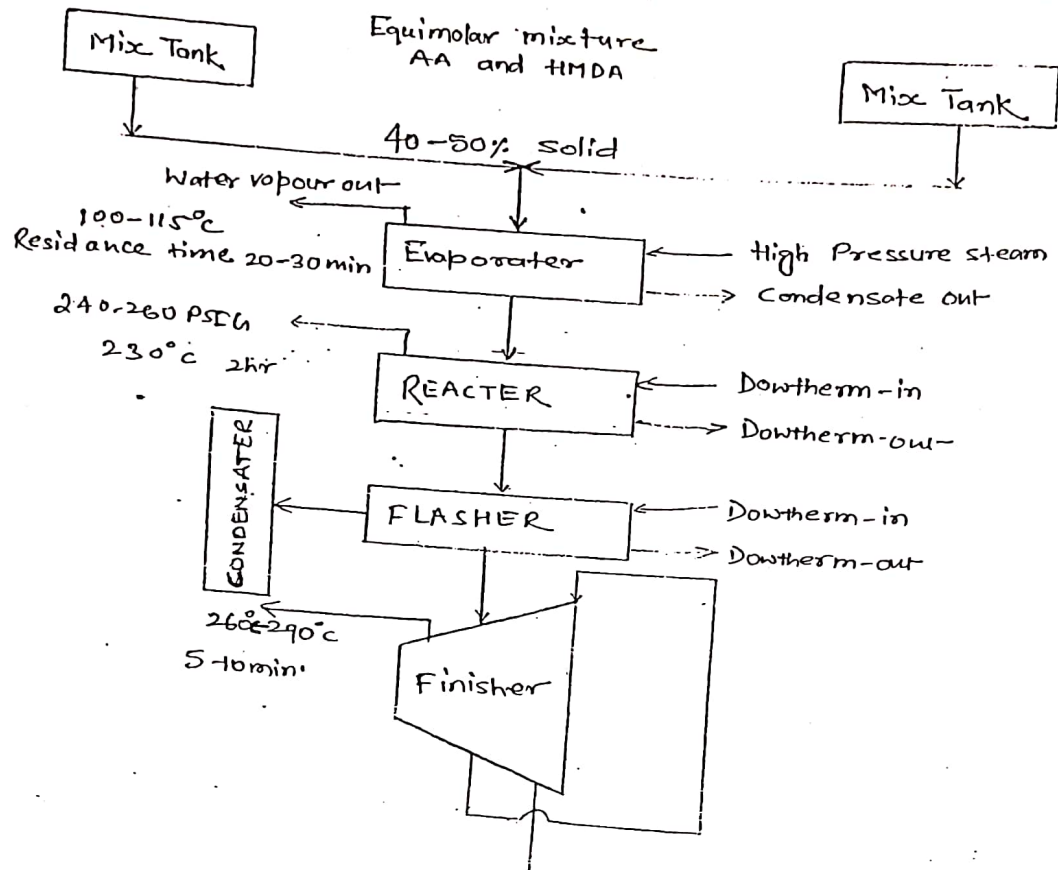 Mix Tank
Equimolar mixture
AA and HMDA
Mix Tank
40-50% solid
Water vapour out
100-115°C
Residance time 20-30min
Evaporater
High Pressure steam
Condensate out
240-260 PSIG
230°C 2hr
REACTER
Dowtherm-in
Dowtherm-out
CONDENSATER
FLASHER
Dowtherm-in
Dowtherm-out
260-290°C
5-10min.
Finisher